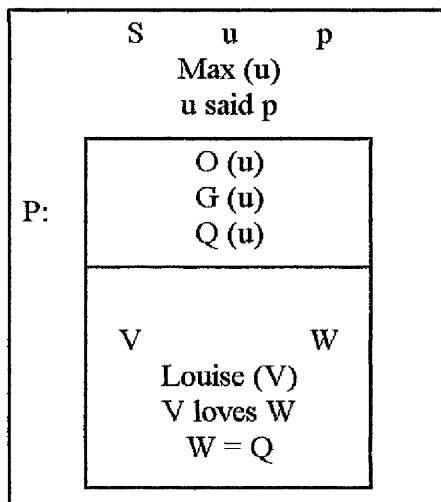 S u p
Max (u)
u said p
P:
O (u)
G (u)
Q (u)
V W
Louise (V)
V loves W
W = Q